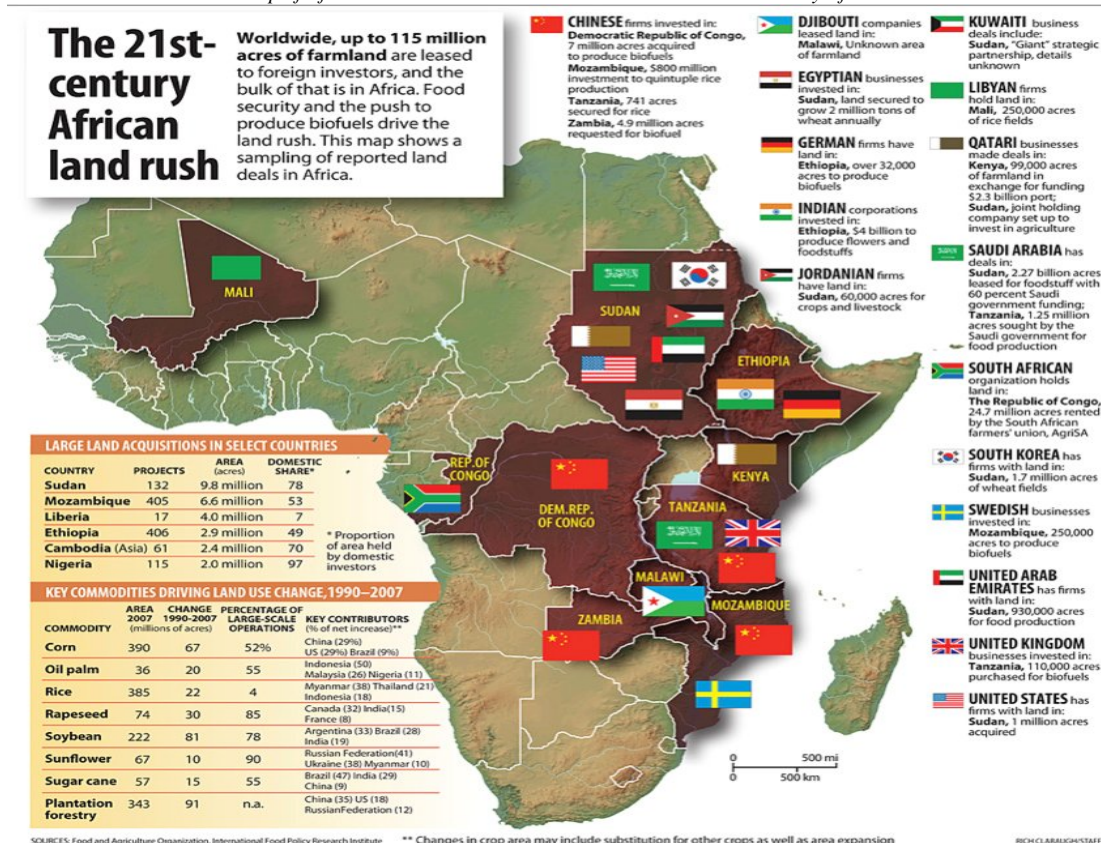 The 21st-
century
African
land rush
Worldwide, up to 115 million
acres of farmland are leased
to foreign investors, and the
bulk of that is in Africa. Food
security and the push to
produce biofuels drive the
land rush. This map shows a
sampling of reported land
deals in Africa.
CHINESE firms invested in:
Democratic Republic of Congo,
7 million acres acquired
to produce biofuels
Mozambique, $800 million
investment to quintuple rice
production
Tanzania, 741 acres
secured for rice
Zambia, 4.9 million acres
requested for biofuel
DJIBOUTI companies
leased land in:
Malawi, Unknown area
of farmland
EGYPTIAN businesses
invested in:
Sudan, land secured to
grow 2 million tons of
wheat annually
GERMAN firms have
land in:
Ethiopia, over 32,000
acres to produce
biofuels
INDIAN corporations
invested in:
Ethiopia, $4 billion to
produce flowers and
foodstuffs
JORDANIAN firms
have land in:
Sudan, 60,000 acres for
crops and livestock
KUWAITI business
deals include:
Sudan, "Giant" strategic
partnership, details
unknown
LIBYAN firms
hold land in:
Mali, 250,000 acres
of rice fields
QATARI businesses
made deals in:
Kenya, 99,000 acres
of farmland in
exchange for funding
$2.3 billion port;
Sudan, joint holding
company set up to
invest in agriculture
SAUDI ARABIA has
deals in:
Sudan, 2.27 billion acres
leased for foodstuff with
60 percent Saudi
government funding;
Tanzania, 1.25 million
acres sought by the
Saudi government for
food production
SOUTH AFRICAN
organization holds
land in:
The Republic of Congo,
24.7 million acres rented
by the South African
farmers' union, AgriSA
SOUTH KOREA has
firms with land in:
Sudan, 1.7 million acres
of wheat fields
SWEDISH businesses
invested in:
Mozambique, 250,000
acres to produce
biofuels
UNITED ARAB
EMIRATES has firms
with land in:
Sudan, 930,000 acres
for food production
UNITED KINGDOM
businesses invested in:
Tanzania, 110,000 acres
purchased for biofuels
UNITED STATES has
firms with land in:
Sudan, 1 million acres
acquired
MALI
SUDAN
ETHIOPIA
REP. OF
CONGO
KENYA
DEM.REP.
OF CONGO
TANZANIA
MALAWI
MOZAMBIQUE
ZAMBIA
LARGE LAND ACQUISITIONS IN SELECT COUNTRIES
COUNTRY PROJECTS AREA (acres) DOMESTIC SHARE*
Sudan 132 9.8 million 78
Mozambique 405 6.6 million 53
Liberia 17 4.0 million 7
Ethiopia 406 2.9 million 49
Cambodia (Asia) 61 2.4 million 70
Nigeria 115 2.0 million 97
* Proportion
of area held
by domestic
investors
KEY COMMODITIES DRIVING LAND USE CHANGE,1990–2007
COMMODITY AREA 2007 CHANGE 1990-2007 (millions of acres) PERCENTAGE OF LARGE-SCALE OPERATIONS KEY CONTRIBUTORS (% of net increase)**
Corn 390 67 52% China (29%)
US (29%) Brazil (9%)
Oil palm 36 20 55 Indonesia (50)
Malaysia (26) Nigeria (11)
Rice 385 22 4 Myanmar (38) Thailand (21)
Indonesia (18)
Rapeseed 74 30 85 Canada (32) India(15)
France (8)
Soybean 222 81 78 Argentina (33) Brazil (28)
India (19)
Sunflower 67 10 90 Russian Federation(41)
Ukraine (38) Myanmar (10)
Sugar cane 57 15 55 Brazil (47) India (29)
China (9)
Plantation forestry 343 91 n.a. China (35) US (18)
RussianFederation (12)
0 500 mi
0 500 km
SOURCES: Food and Agriculture Organization, International Food Policy Research Institute
** Changes in crop area may include substitution for other crops as well as area expansion
RICH CLABAUGH/STAFF